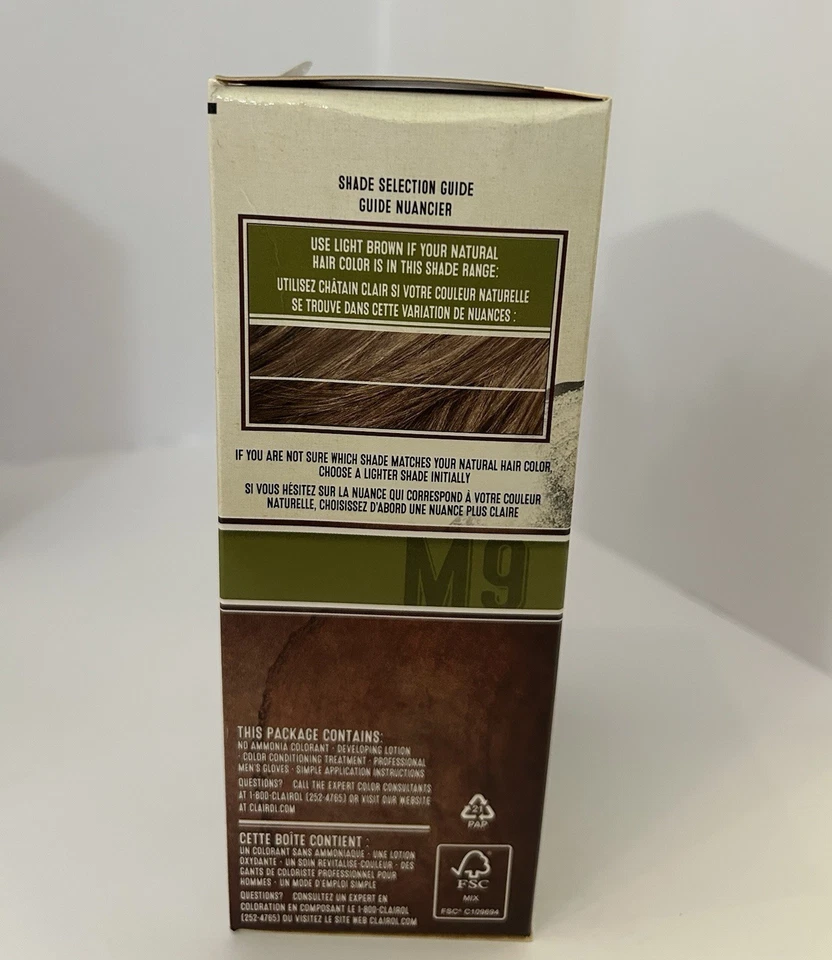 SHADE SELECTION GUIDE
GUIDE NUANCIER
USE LIGHT BROWN IF YOUR NATURAL
HAIR COLOR IS IN THIS SHADE RANGE:
UTILISEZ CHÂTAIN CLAIR SI VOTRE COULEUR NATURELLE
SE TROUVE DANS CETTE VARIATION DE NUANCES :
IF YOU ARE NOT SURE WHICH SHADE MATCHES YOUR NATURAL HAIR COLOR,
CHOOSE A LIGHTER SHADE INITIALLY
SI VOUS HÉSITEZ SUR LA NUANCE QUI CORRESPOND À VOTRE COULEUR
NATURELLE, CHOISISSEZ D'ABORD UNE NUANCE PLUS CLAIRE
M9
THIS PACKAGE CONTAINS:
NO AMMONIA COLORANT · DEVELOPING LOTION
· COLOR CONDITIONING TREATMENT · PROFESSIONAL
MEN'S GLOVES · SIMPLE APPLICATION INSTRUCTIONS
QUESTIONS? CALL THE EXPERT COLOR CONSULTANTS
AT 1-800-CLAIROL (252-4765) OR VISIT OUR WEBSITE
AT CLAIROL.COM
CETTE BOÎTE CONTIENT :
UN COLORANT SANS AMMONIAQUE · UNE LOTION
OXYDANTE · UN SOIN REVITALISE-COULEUR · DES
GANTS DE COLORISTE PROFESSIONNEL POUR
HOMMES · UN MODE D'EMPLOI SIMPLE
QUESTIONS? CONSULTEZ UN EXPERT EN
COLORATION EN COMPOSANT LE 1-800-CLAIROL
(252-4765) OU VISITEZ LE SITE WEB CLAIROL.COM
21
PAP
FSC
MIX
FSC® C109694